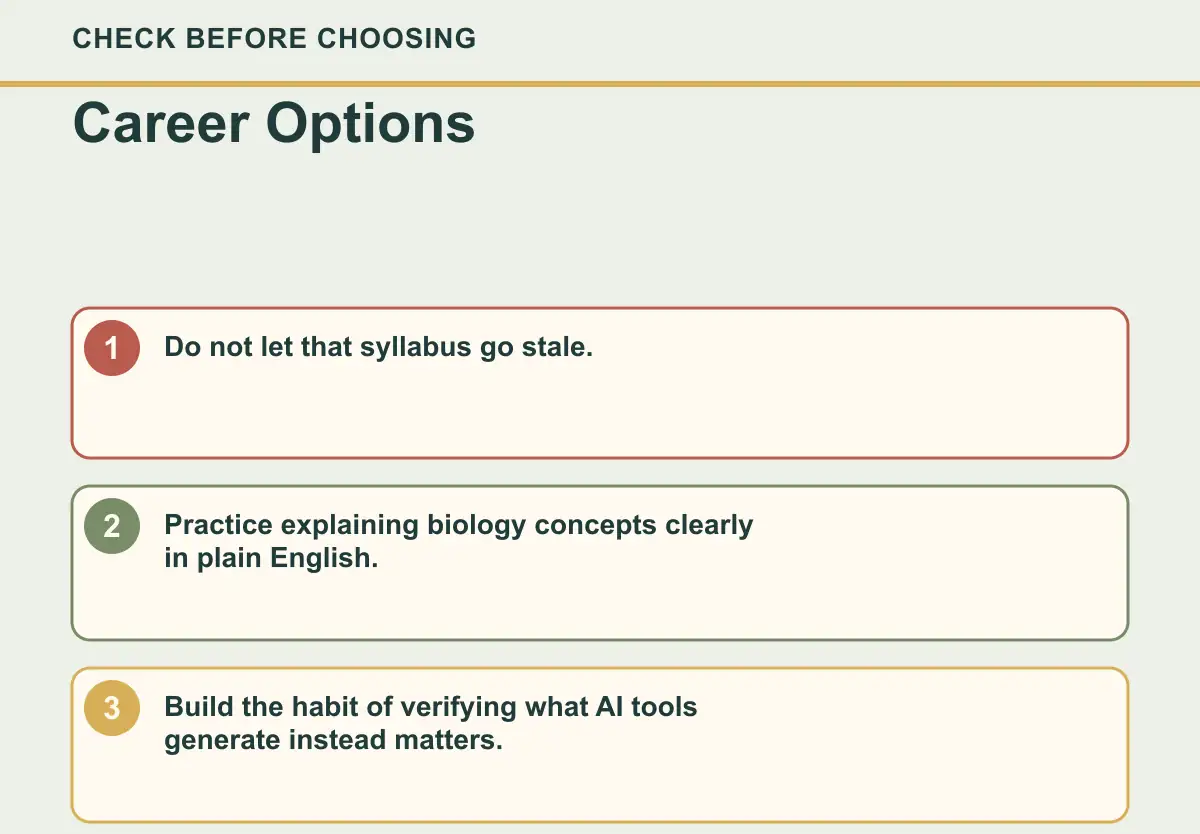 CHECK BEFORE CHOOSING
Career Options
1
Do not let that syllabus go stale.
2
Practice explaining biology concepts clearly
in plain English.
3
Build the habit of verifying what AI tools
generate instead matters.